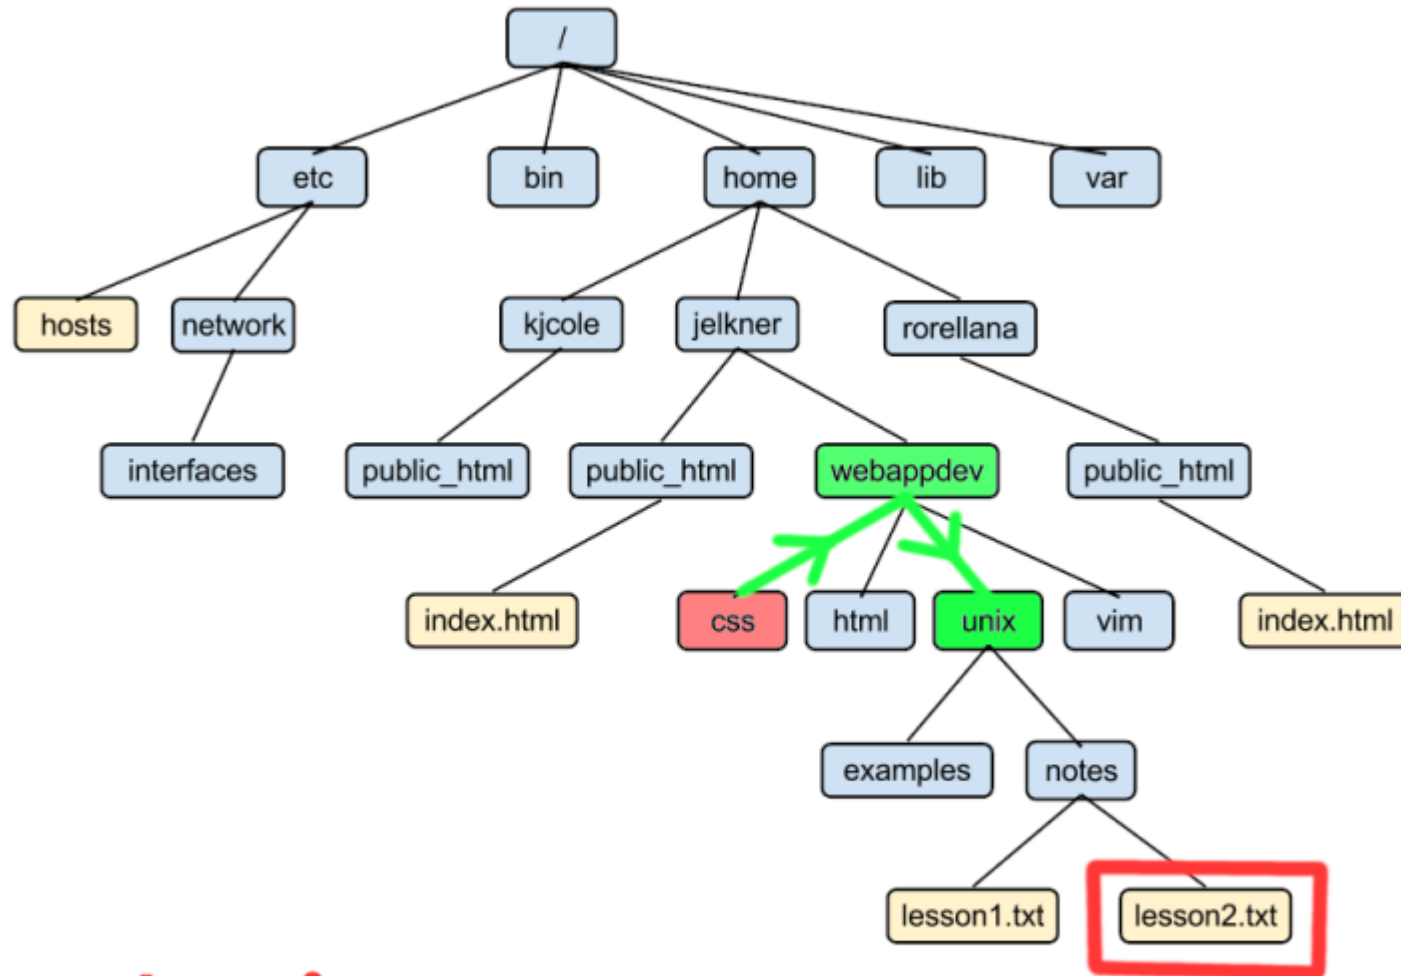 /
etc bin home lib var
hosts network kjcole jelkner rorellana
interfaces public_html public_html webappdev public_html
index.html css html unix vim index.html
examples notes
lesson1.txt lesson2.txt